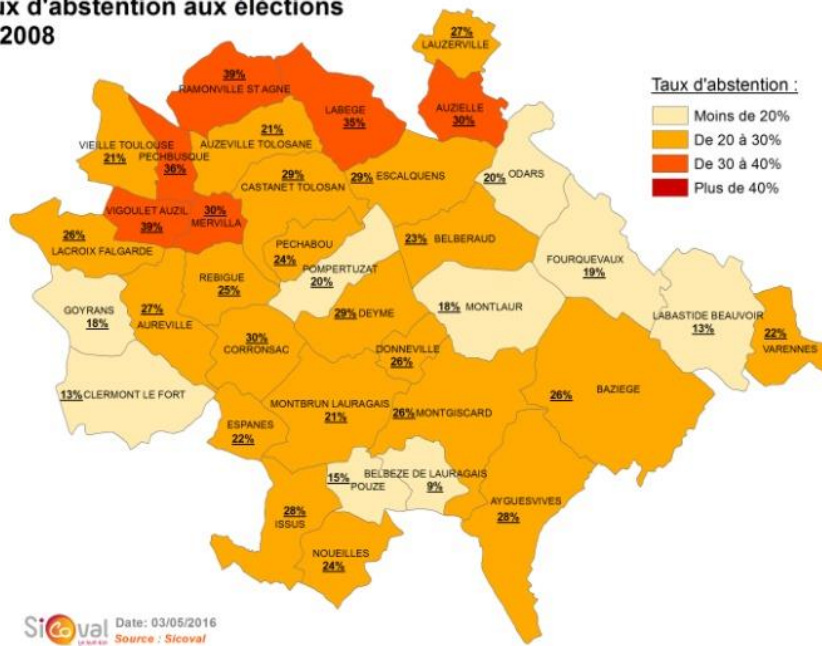 d'abstention aux éléctions
2008
Taux d'abstention :
Moins de 20%
De 20 à 30%
De 30 à 40%
Plus de 40%
27%
LAUZERVILLE
39%
RAMONVILLE ST AGNE
LABEGE
35%
AUZIELLE
30%
VIEILLE TOULOUSE
21%
PECHBUSQUE
36%
21%
AUZEVILLE TOLOSANE
29%
CASTANET TOLOSAN
29% ESCALQUENS
20% ODARS
VIGOULET AUZIL
39%
30%
MERVILLA
26%
LACROIX FALGARDE
PECHABOU
24%
POMPERTUZAT
20%
23% BELBERAUD
FOURQUEVAUX
19%
REBIGUE
25%
GOYRANS
18%
27%
AUREVILLE
29% DEYME
18% MONTLAUR
LABASTIDE BEAUVOIR
13%
22%
VARENNES
30%
CORRONSAC
DONNEVILLE
26%
13% CLERMONT LE FORT
MONTBRUN LAURAGAIS
21%
26% MONTGISCARD
26% BAZIEGE
ESPANES
22%
15%
POUZE
BELBEZE DE LAURAGAIS
9%
AYGUESVIVES
28%
28%
ISSUS
NOUEILLES
24%
Sicoval
Date: 03/05/2016
Source : Sicoval